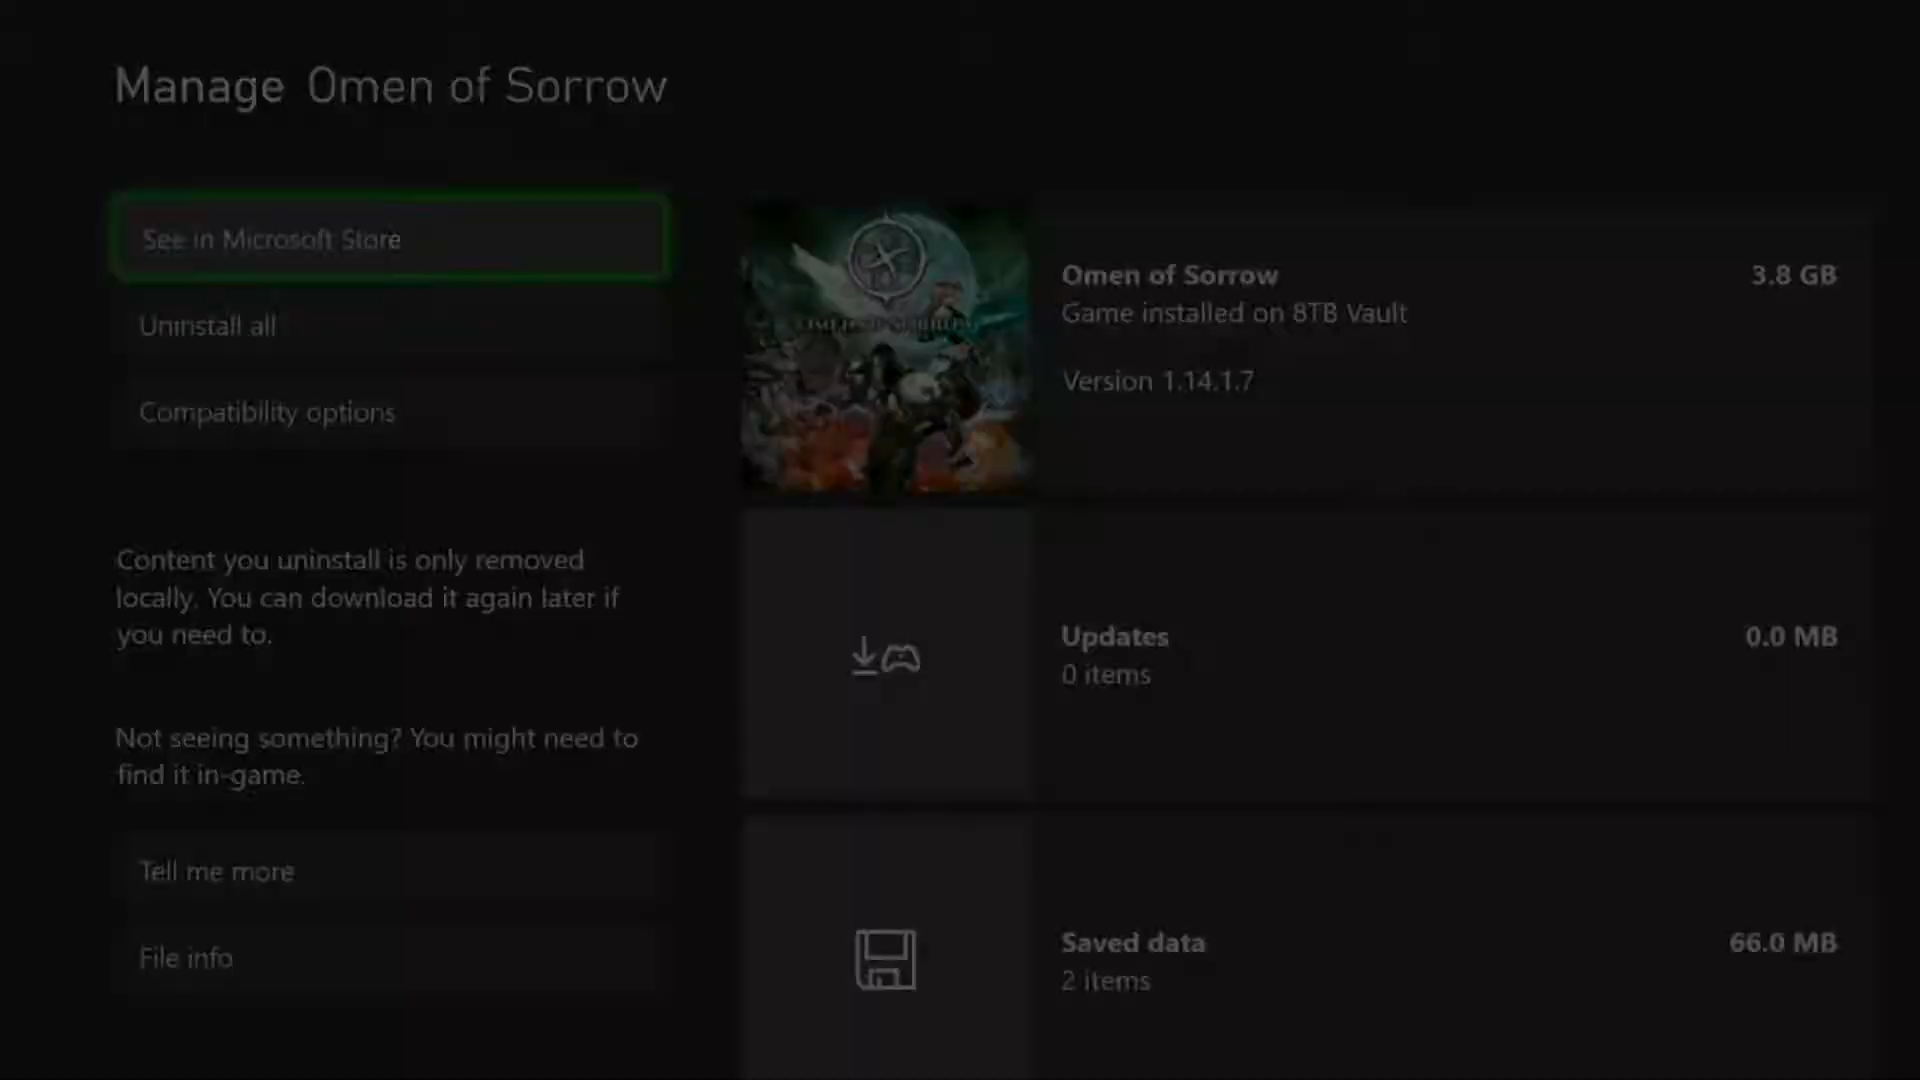 Manage Omen of Sorrow
See in Microsoft Store
Uninstall all
Compatibility options
Content you uninstall is only removed
locally. You can download it again later if
you need to.
Not seeing something? You might need to
find it in-game.
Tell me more
File info
OMEN OF SORROW
Omen of Sorrow
3.8 GB
Game installed on 8TB Vault
Version 1.14.1.7
Updates
0.0 MB
0 items
Saved data
66.0 MB
2 items